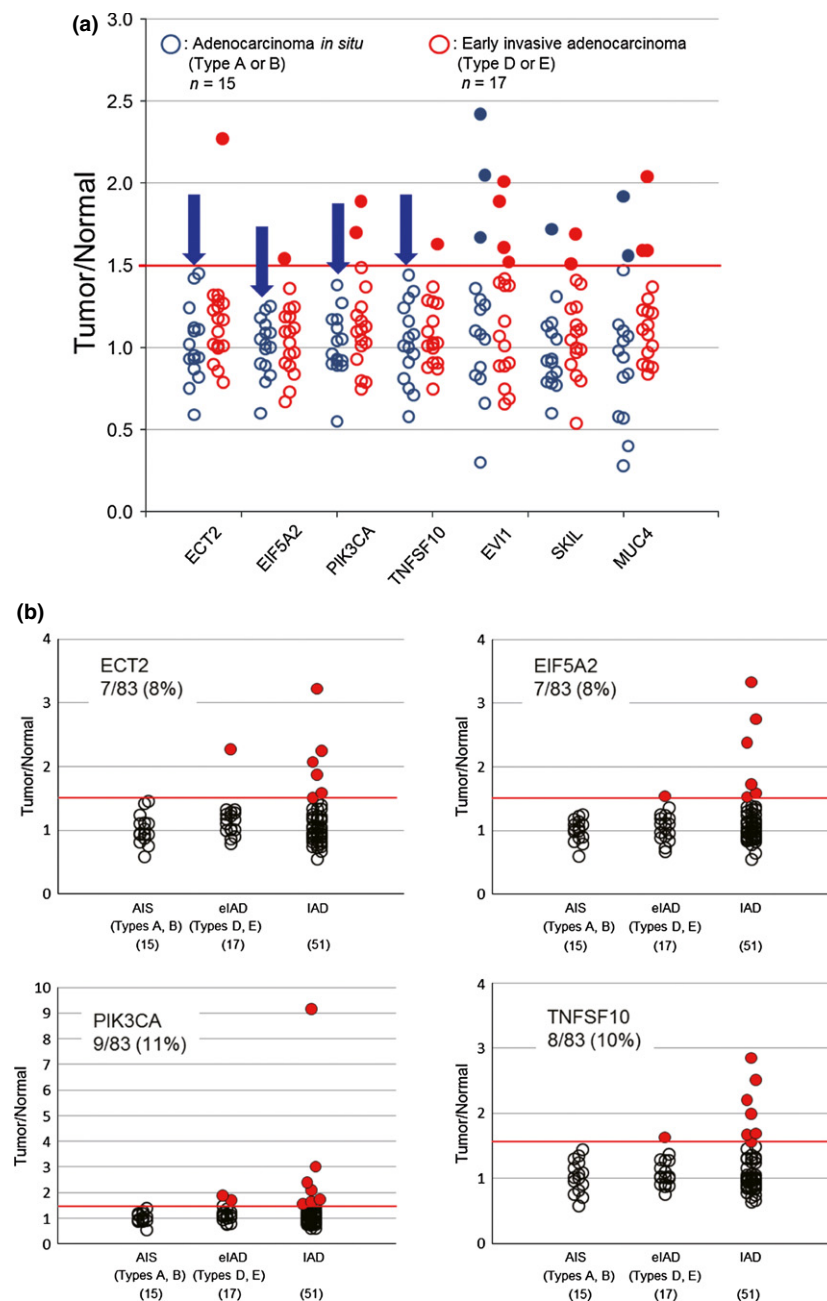 (a)
: Adenocarcinoma in situ
(Type A or B)
n = 15
: Early invasive adenocarcinoma
(Type D or E)
n = 17
Tumor/Normal
3.0
2.5
2.0
1.5
1.0
0.5
0.0
ECT2
EIF5A2
PIK3CA
TNFSF10
EVI1
SKIL
MUC4
(b)
ECT2
7/83 (8%)
Tumor/Normal
4
3
2
1
0
AIS
(Types A, B)
(15)
eIAD
(Types D, E)
(17)
IAD
(51)
EIF5A2
7/83 (8%)
Tumor/Normal
4
3
2
1
0
AIS
(Types A, B)
(15)
eIAD
(Types D, E)
(17)
IAD
(51)
PIK3CA
9/83 (11%)
Tumor/Normal
10
9
8
7
6
5
4
3
2
1
0
AIS
(Types A, B)
(15)
eIAD
(Types D, E)
(17)
IAD
(51)
TNFSF10
8/83 (10%)
Tumor/Normal
4
3
2
1
0
AIS
(Types A, B)
(15)
eIAD
(Types D, E)
(17)
IAD
(51)